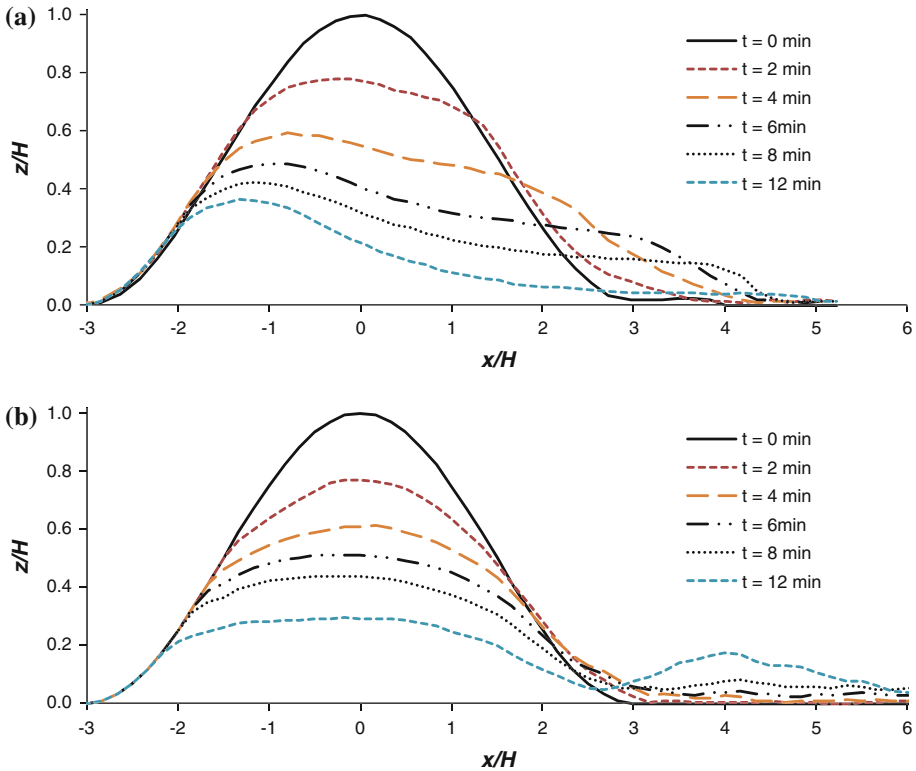 (a)
1.0
0.8
0.6
0.4
0.2
0.0
z/H
-3 -2 -1 0 1 2 3 4 5 6
x/H
t = 0 min
t = 2 min
t = 4 min
t = 6min
t = 8 min
t = 12 min
(b)
1.0
0.8
0.6
0.4
0.2
0.0
z/H
-3 -2 -1 0 1 2 3 4 5 6
x/H
t = 0 min
t = 2 min
t = 4 min
t = 6min
t = 8 min
t = 12 min